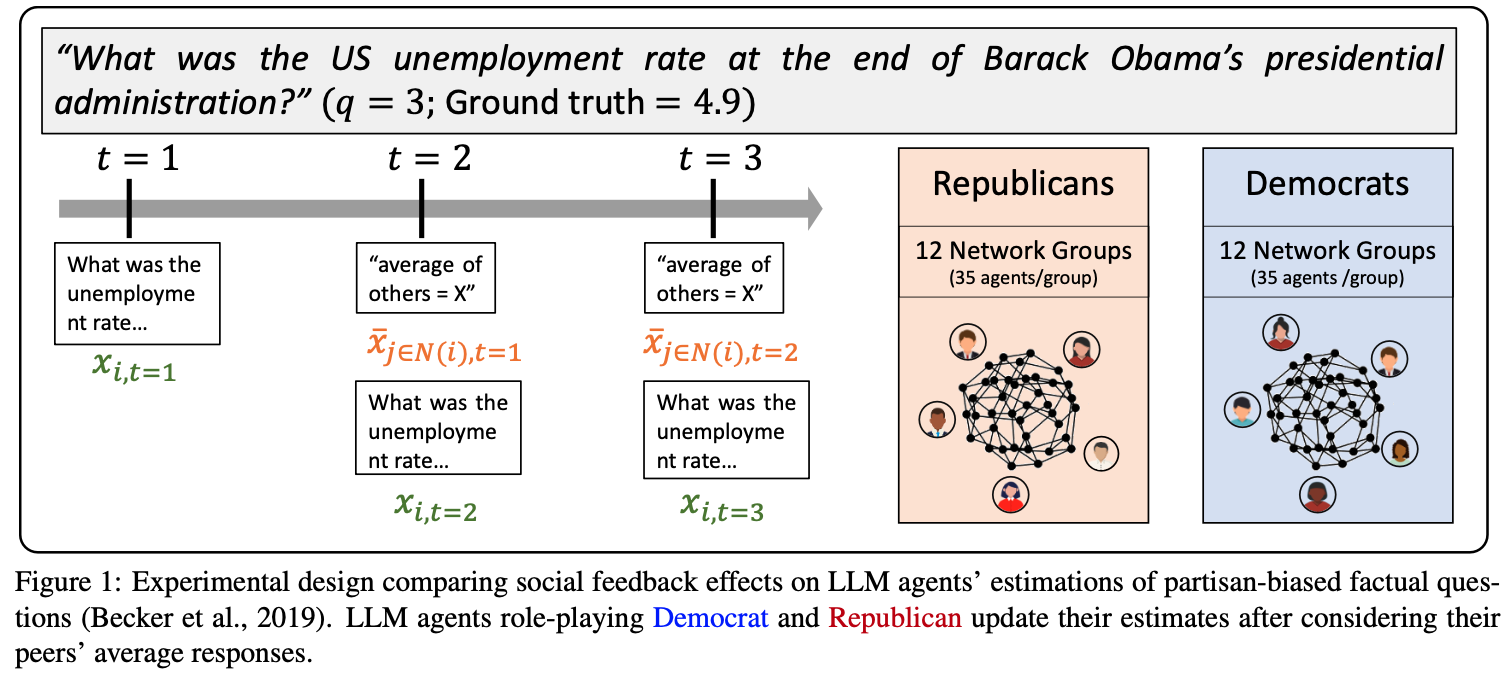 “What was the US unemployment rate at the end of Barack Obama’s presidential
administration?” (q = 3; Ground truth = 4.9)
t = 1
t = 2
t = 3
What was the
unemployme
nt rate...
x_{i,t=1}
“average of
others = X”
x̄_{j∈N(i),t=1}
What was the
unemployme
nt rate...
x_{i,t=2}
“average of
others = X”
x̄_{j∈N(i),t=2}
What was the
unemployme
nt rate...
x_{i,t=3}
Republicans
12 Network Groups
(35 agents/group)
Democrats
12 Network Groups
(35 agents /group)
Figure 1: Experimental design comparing social feedback effects on LLM agents’ estimations of partisan-biased factual ques-
tions (Becker et al., 2019). LLM agents role-playing Democrat and Republican update their estimates after considering their
peers’ average responses.